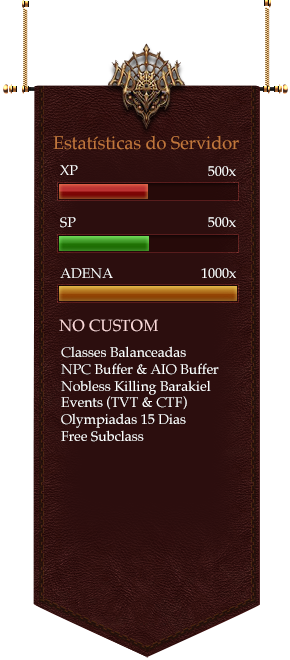 Estatísticas do Servidor
XP 500x
SP 500x
ADENA 1000x
NO CUSTOM
Classes Balanceadas
NPC Buffer & AIO Buffer
Nobless Killing Barakiel
Events (TVT & CTF)
Olympiadas 15 Dias
Free Subclass